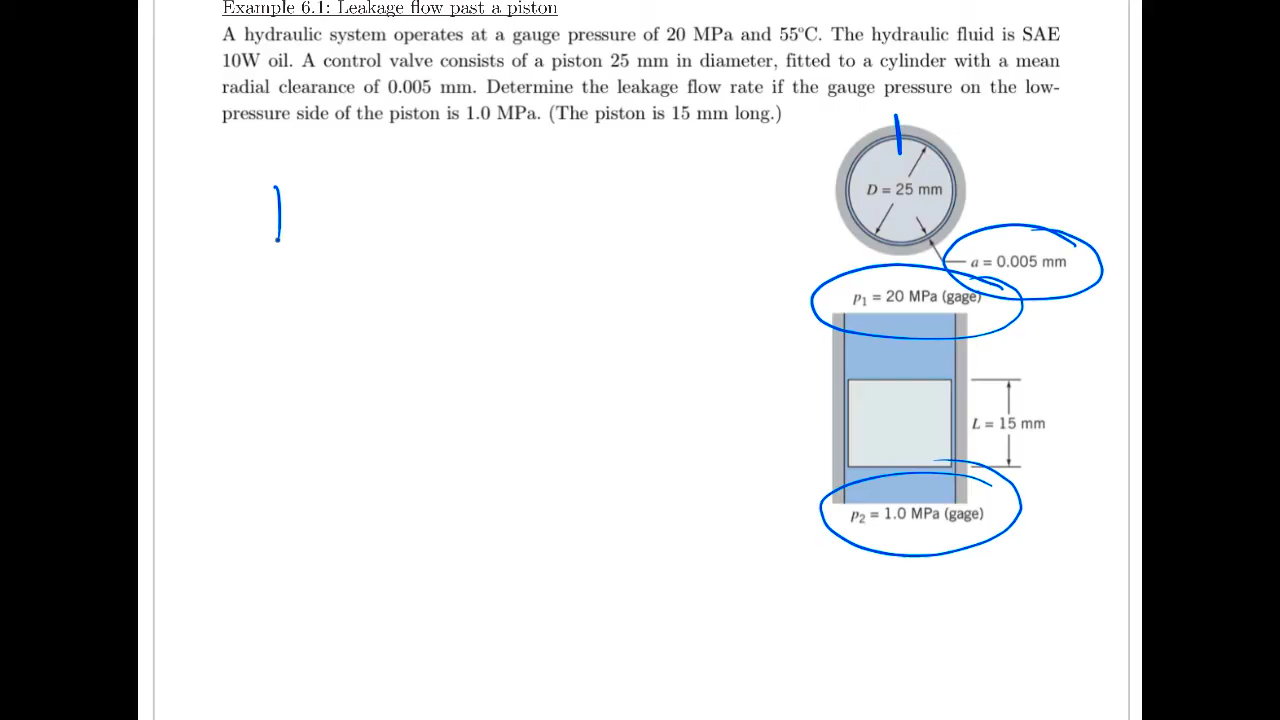 Example 6.1: Leakage flow past a piston
A hydraulic system operates at a gauge pressure of 20 MPa and 55°C. The hydraulic fluid is SAE
10W oil. A control valve consists of a piston 25 mm in diameter, fitted to a cylinder with a mean
radial clearance of 0.005 mm. Determine the leakage flow rate if the gauge pressure on the low-
pressure side of the piston is 1.0 MPa. (The piston is 15 mm long.)
D = 25 mm
a = 0.005 mm
p₁ = 20 MPa (gage)
L = 15 mm
p₂ = 1.0 MPa (gage)